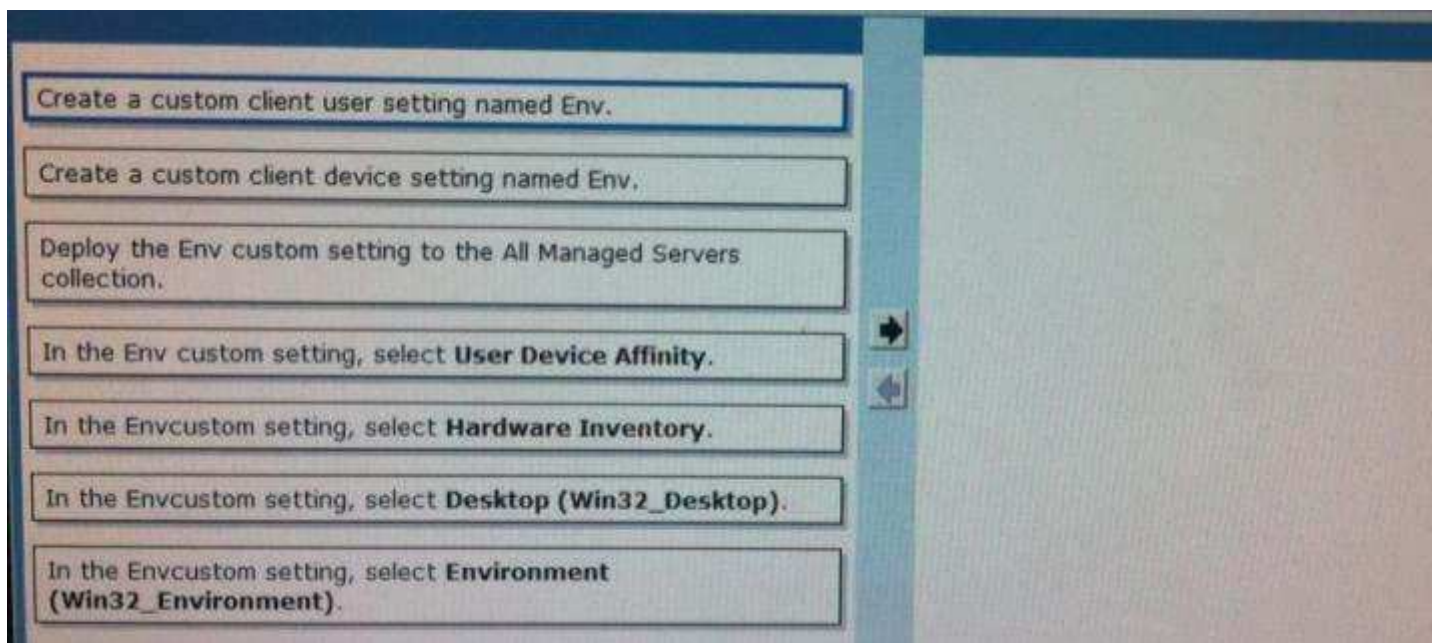 Create a custom client user setting named Env.
Create a custom client device setting named Env.
Deploy the Env custom setting to the All Managed Servers
collection.
In the Env custom setting, select User Device Affinity.
In the Envcustom setting, select Hardware Inventory.
In the Envcustom setting, select Desktop (Win32_Desktop).
In the Envcustom setting, select Environment
(Win32_Environment).